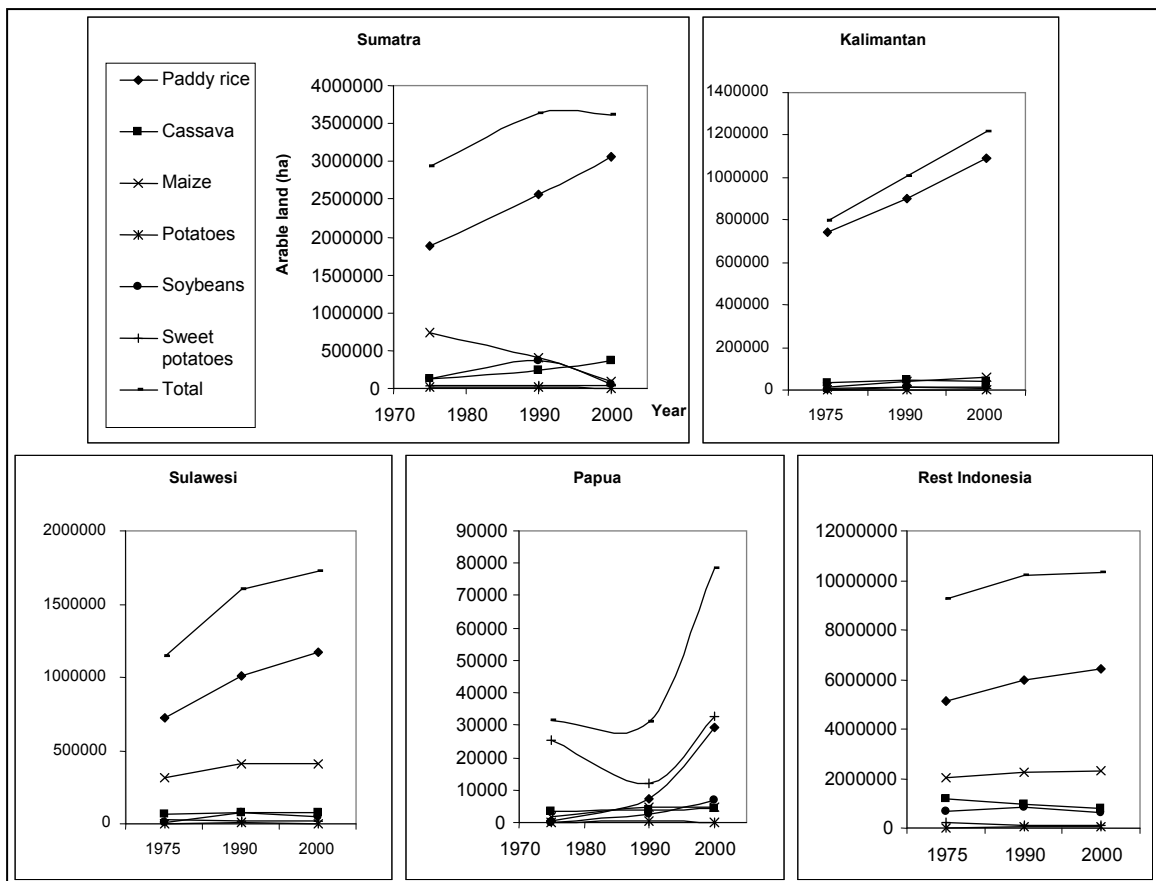 Sumatra
Paddy rice
Cassava
Maize
Potatoes
Soybeans
Sweet
potatoes
Total
Arable land (ha)
4000000
3500000
3000000
2500000
2000000
1500000
1000000
500000
0
1970 1980 1990 2000 Year
Kalimantan
1400000
1200000
1000000
800000
600000
400000
200000
0
1975 1990 2000
Sulawesi
2000000
1500000
1000000
500000
0
1975 1990 2000
Papua
90000
80000
70000
60000
50000
40000
30000
20000
10000
0
1970 1980 1990 2000
Rest Indonesia
12000000
10000000
8000000
6000000
4000000
2000000
0
1975 1990 2000